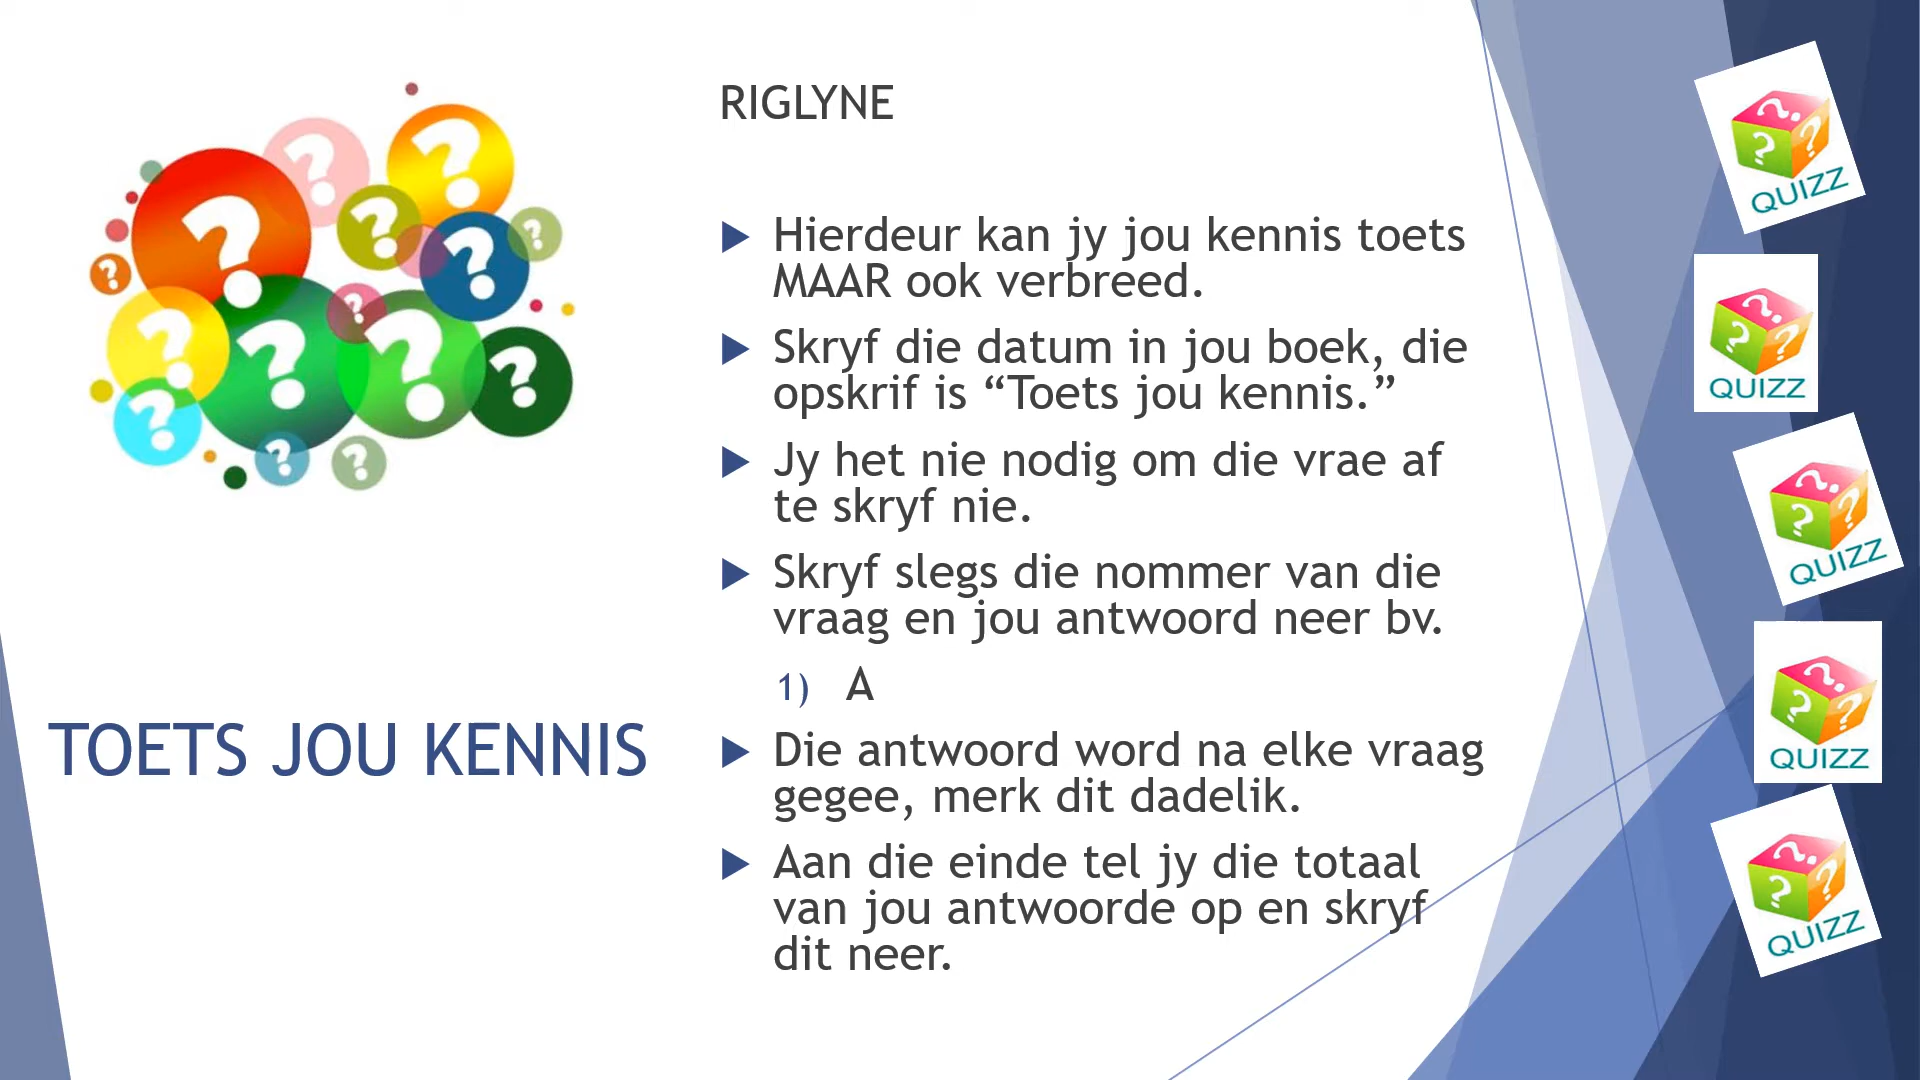 RIGLYNE
Hierdeur kan jy jou kennis toets
MAAR ook verbreed.
Skryf die datum in jou boek, die
opskrif is “Toets jou kennis.”
Jy het nie nodig om die vrae af
te skryf nie.
Skryf slegs die nommer van die
vraag en jou antwoord neer bv.
1) A
Die antwoord word na elke vraag
gegee, merk dit dadelik.
Aan die einde tel jy die totaal
van jou antwoorde op en skryf
dit neer.
TOETS JOU KENNIS
QUIZZ
QUIZZ
QUIZZ
QUIZZ
QUIZZ